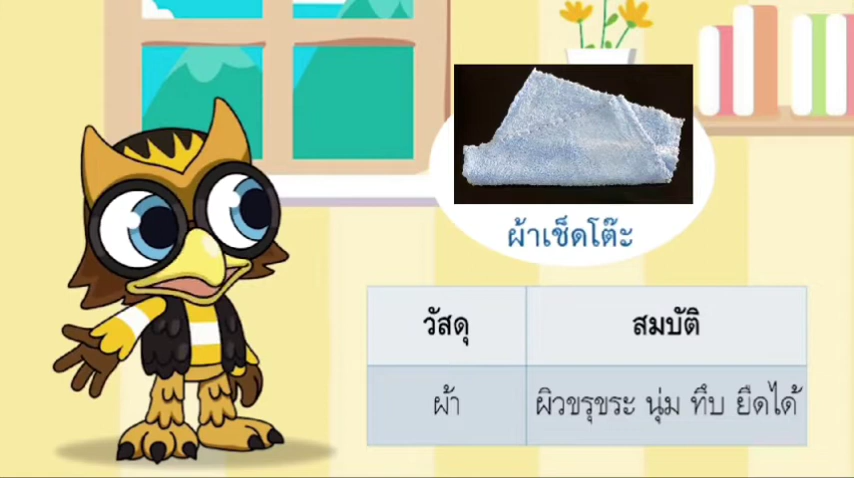 ผ้าเช็ดโต๊ะ
วัสดุ สมบัติ
ผ้า ผิวขรุขระ นุ่ม ทึบ ยืดได้